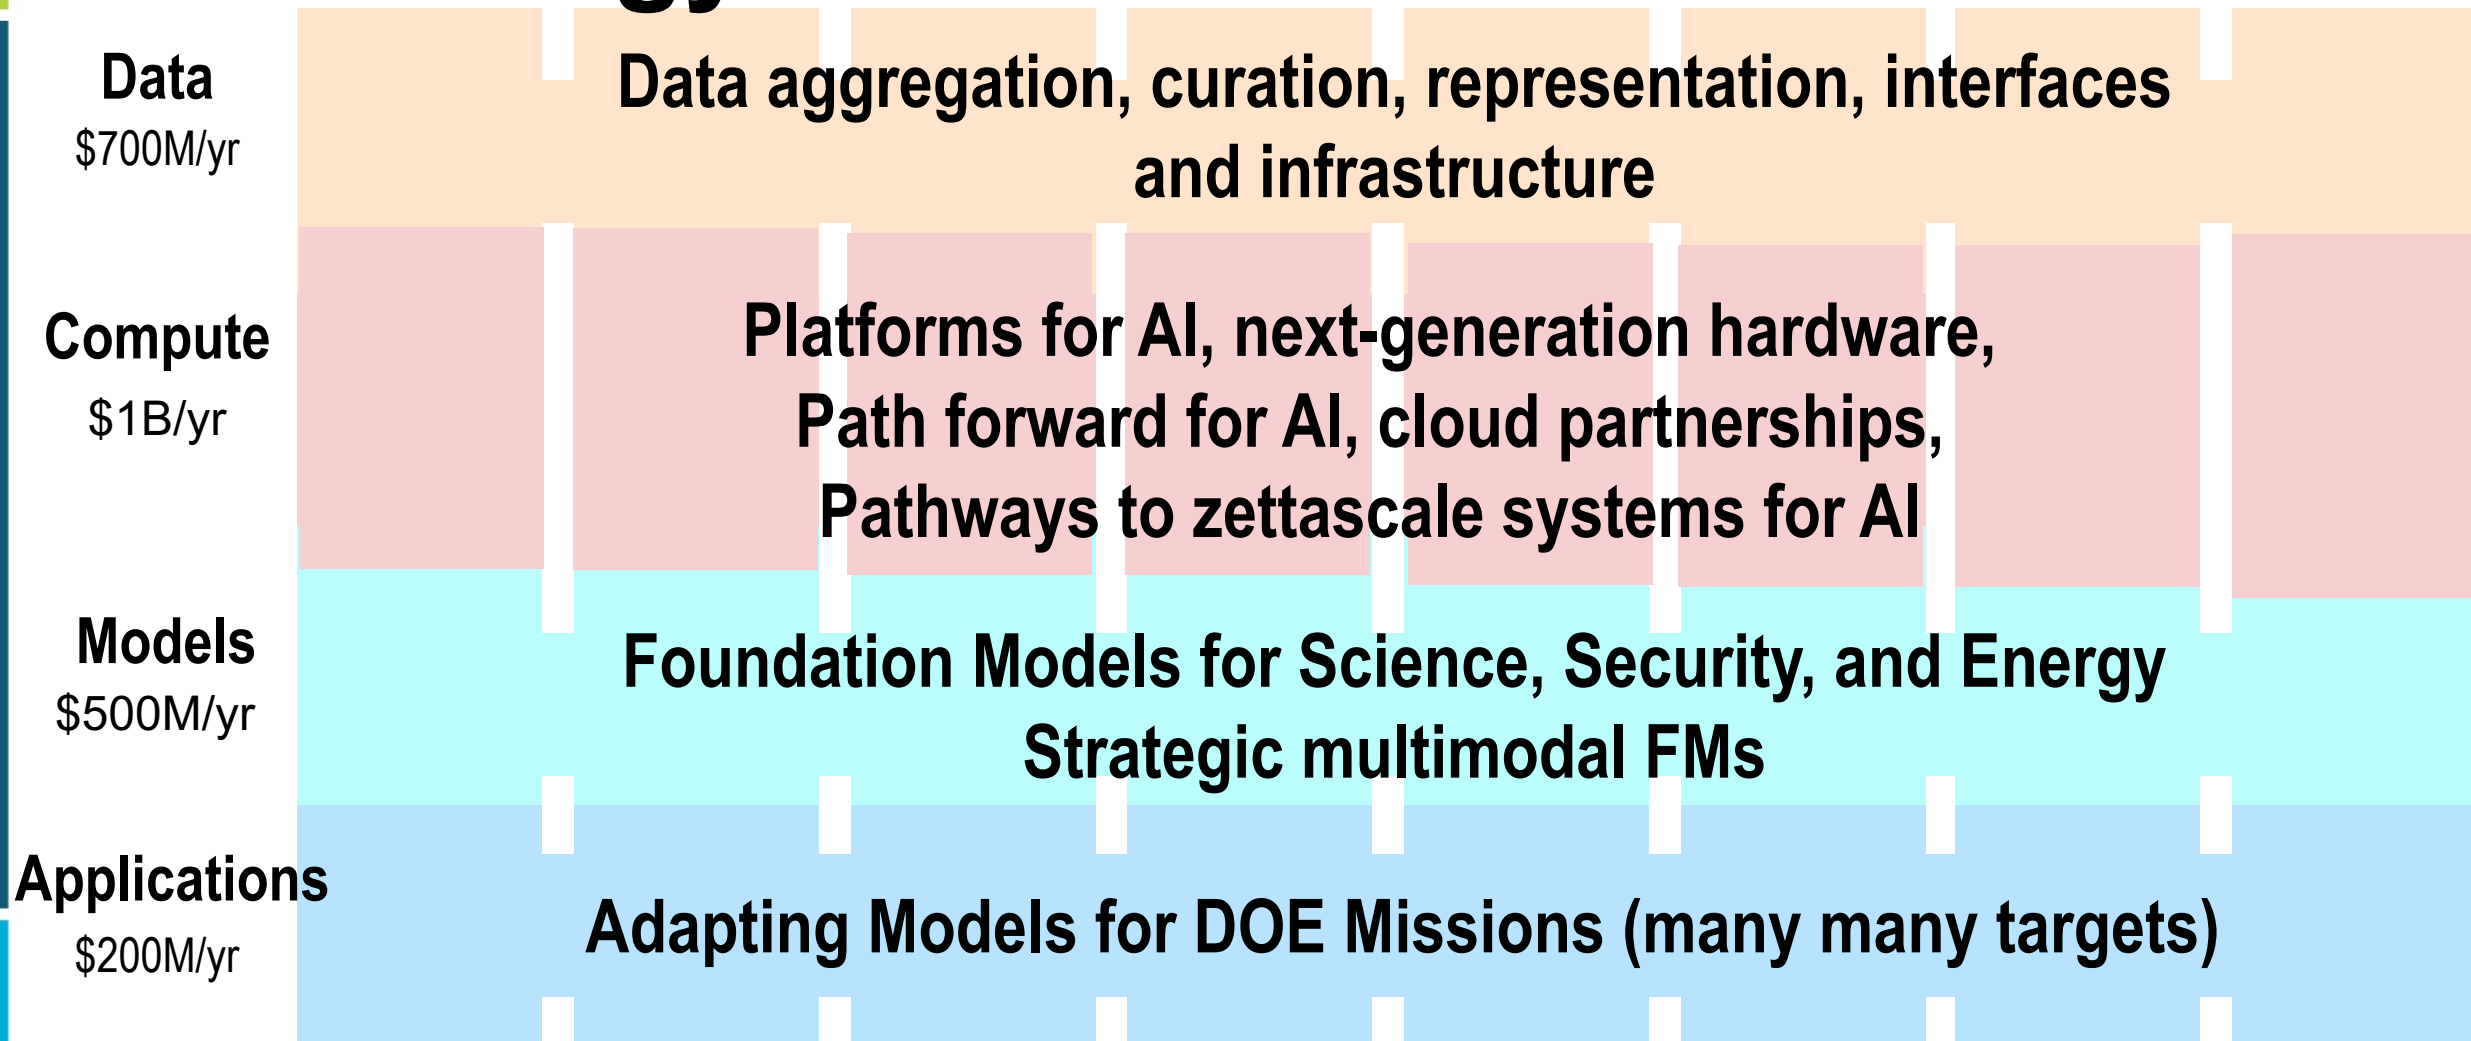 Data
$700M/yr
Data aggregation, curation, representation, interfaces
and infrastructure
Compute
$1B/yr
Platforms for AI, next-generation hardware,
Path forward for AI, cloud partnerships,
Pathways to zettascale systems for AI
Models
$500M/yr
Foundation Models for Science, Security, and Energy
Strategic multimodal FMs
Applications
$200M/yr
Adapting Models for DOE Missions (many many targets)